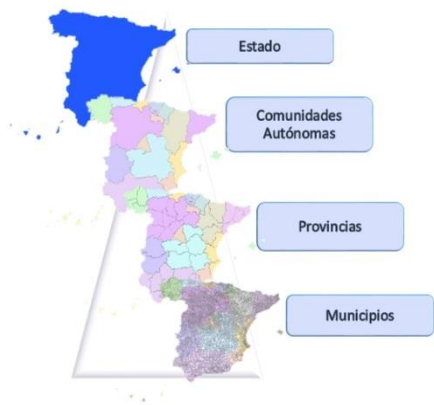 Estado
Comunidades
Autónomas
Provincias
Municipios